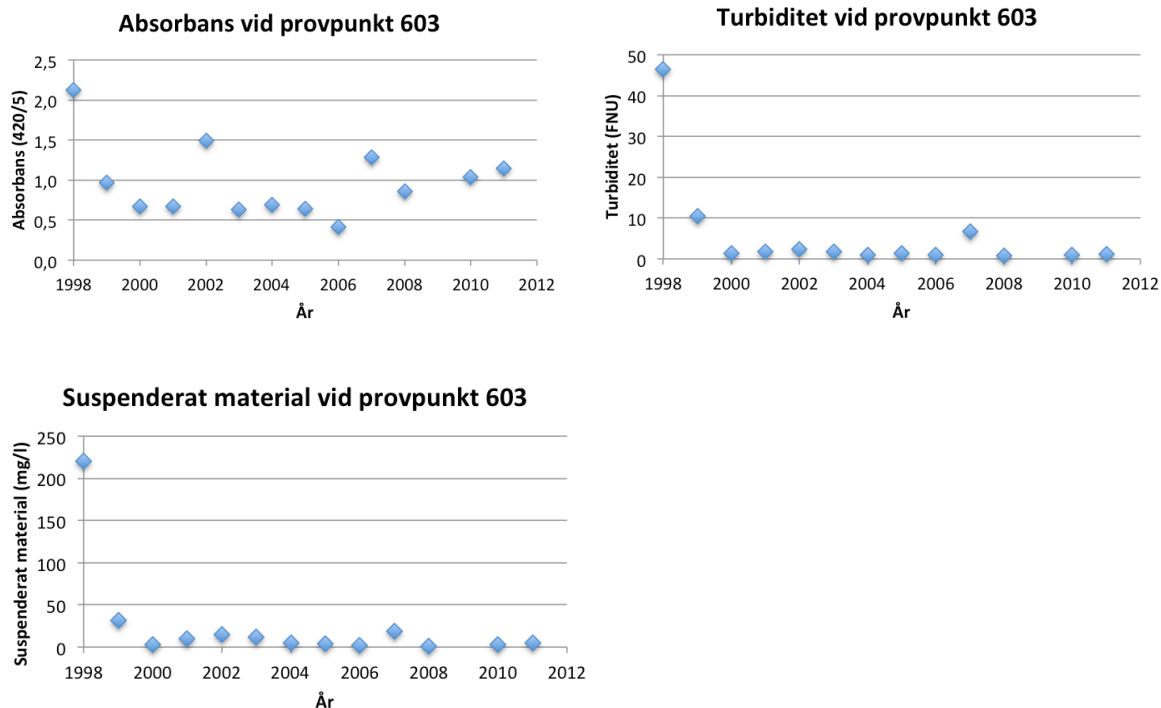 Absorbans vid provpunkt 603
2,5
2,0
1,5
1,0
0,5
0,0
Absorbans (420/5)
1998 2000 2002 2004 2006 2008 2010 2012
År
Turbiditet vid provpunkt 603
50
40
30
20
10
0
Turbiditet (FNU)
1998 2000 2002 2004 2006 2008 2010 2012
År
Suspenderat material vid provpunkt 603
250
200
150
100
50
0
Suspenderat material (mg/l)
1998 2000 2002 2004 2006 2008 2010 2012
År